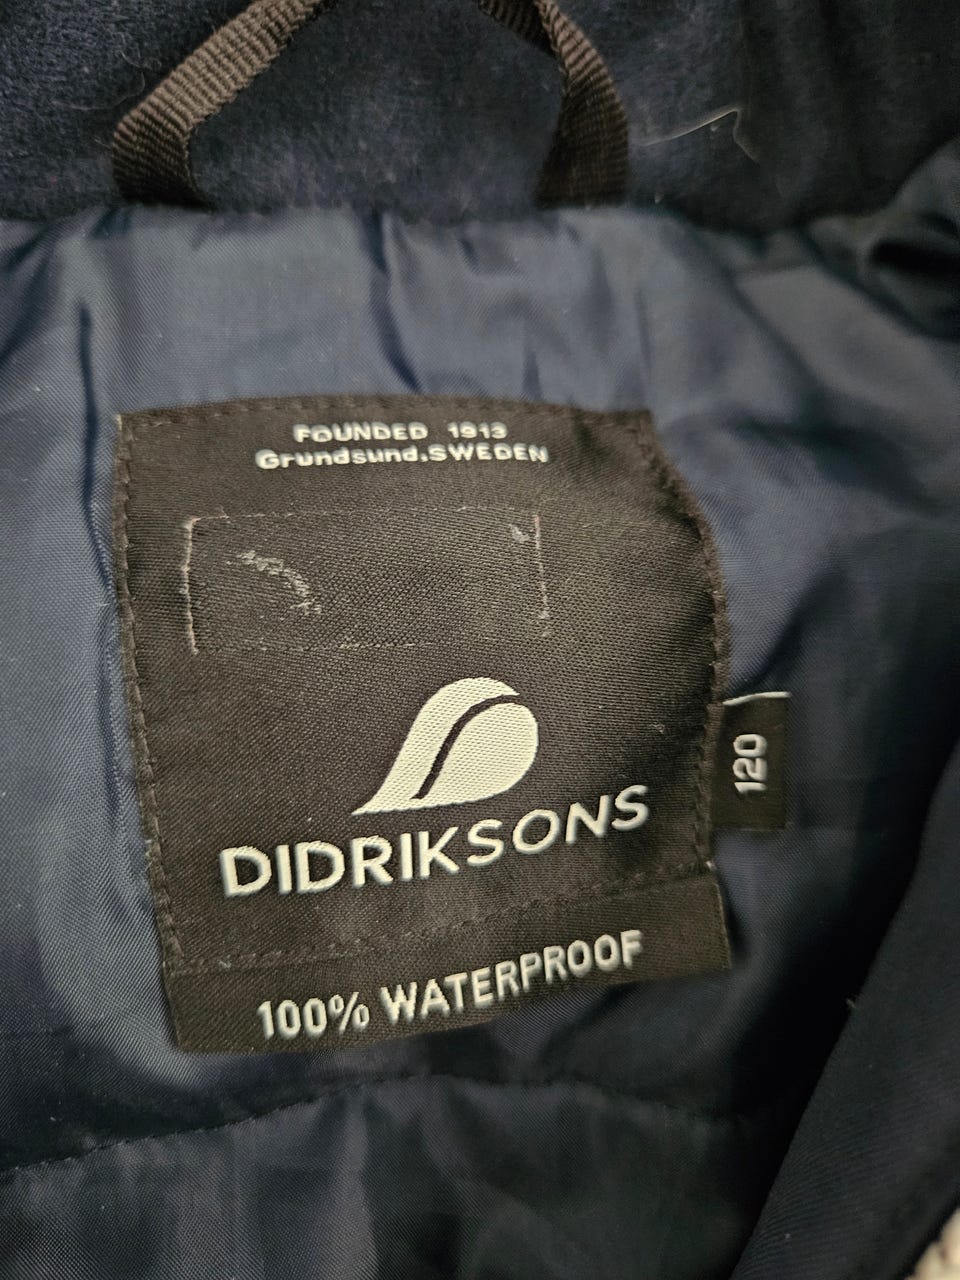 FOUNDED 1913
Grundsund.SWEDEN
DIDRIKSONS
120
100% WATERPROOF